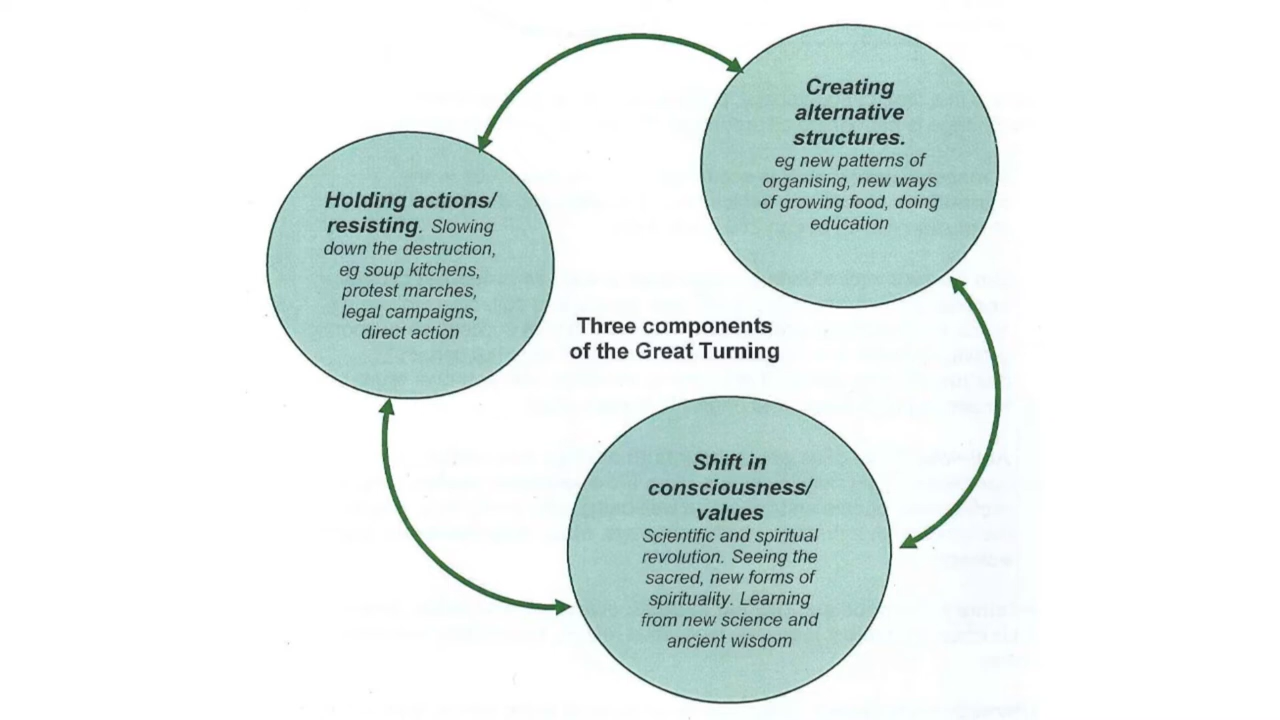 Creating
alternative
structures.
eg new patterns of
organising, new ways
of growing food, doing
education
Holding actions/
resisting. Slowing
down the destruction,
eg soup kitchens,
protest marches,
legal campaigns,
direct action
Three components
of the Great Turning
Shift in
consciousness/
values
Scientific and spiritual
revolution. Seeing the
sacred, new forms of
spirituality. Learning
from new science and
ancient wisdom